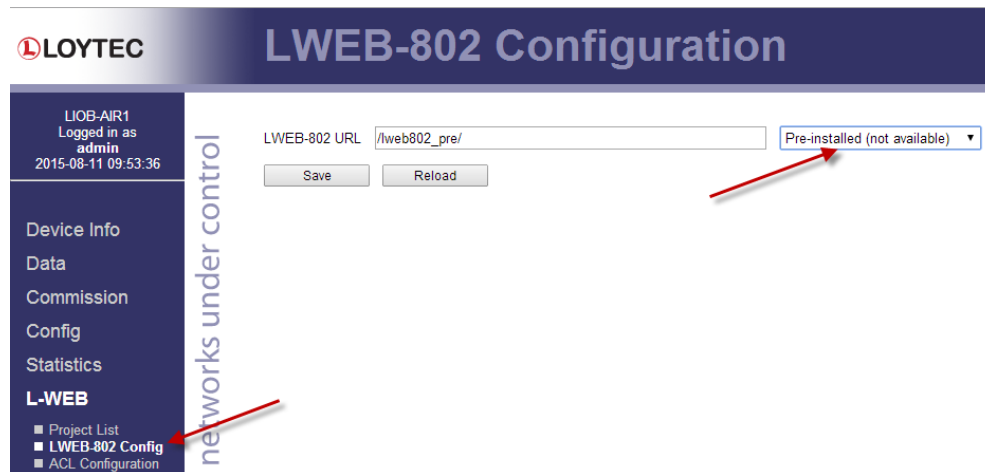 LOYTEC
LWEB-802 Configuration
LIOB-AIR1
Logged in as
admin
2015-08-11 09:53:36
Device Info
Data
Commission
Config
Statistics
L-WEB
Project List
LWEB-802 Config
ACL Configuration
networks under control
LWEB-802 URL /lweb802_pre/ Pre-installed (not available)
Save Reload